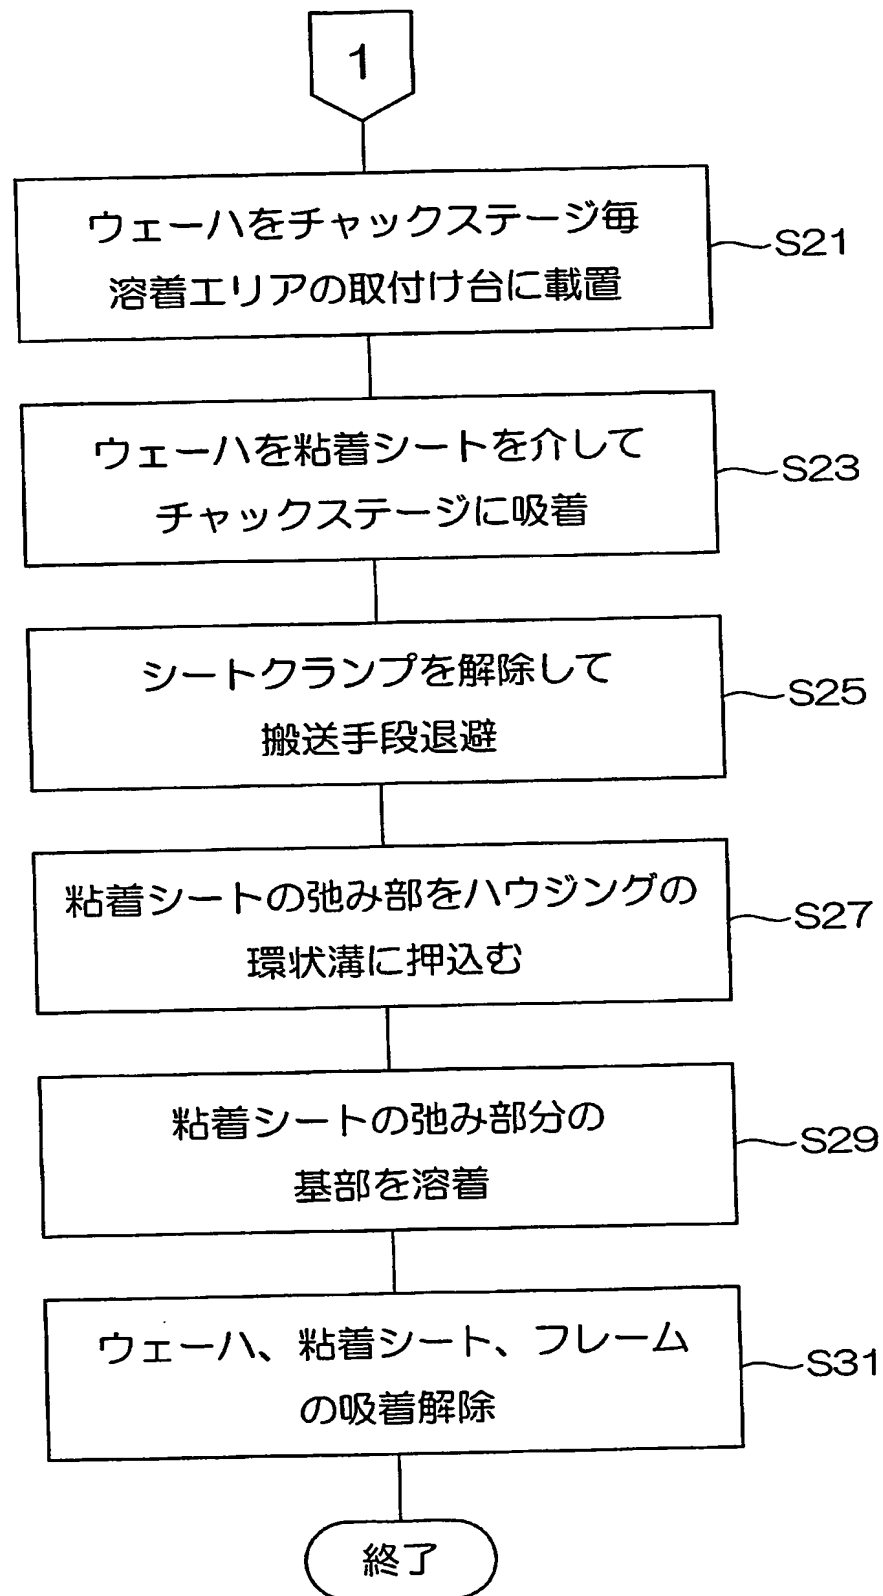 1
ウェーハをチャックステージ毎
溶着エリアの取付け台に載置
S21
ウェーハを粘着シートを介して
チャックステージに吸着
S23
シートクランプを解除して
搬送手段退避
S25
粘着シートの弛み部をハウジングの
環状溝に押込む
S27
粘着シートの弛み部分の
基部を溶着
S29
ウェーハ、粘着シート、フレーム
の吸着解除
S31
終了